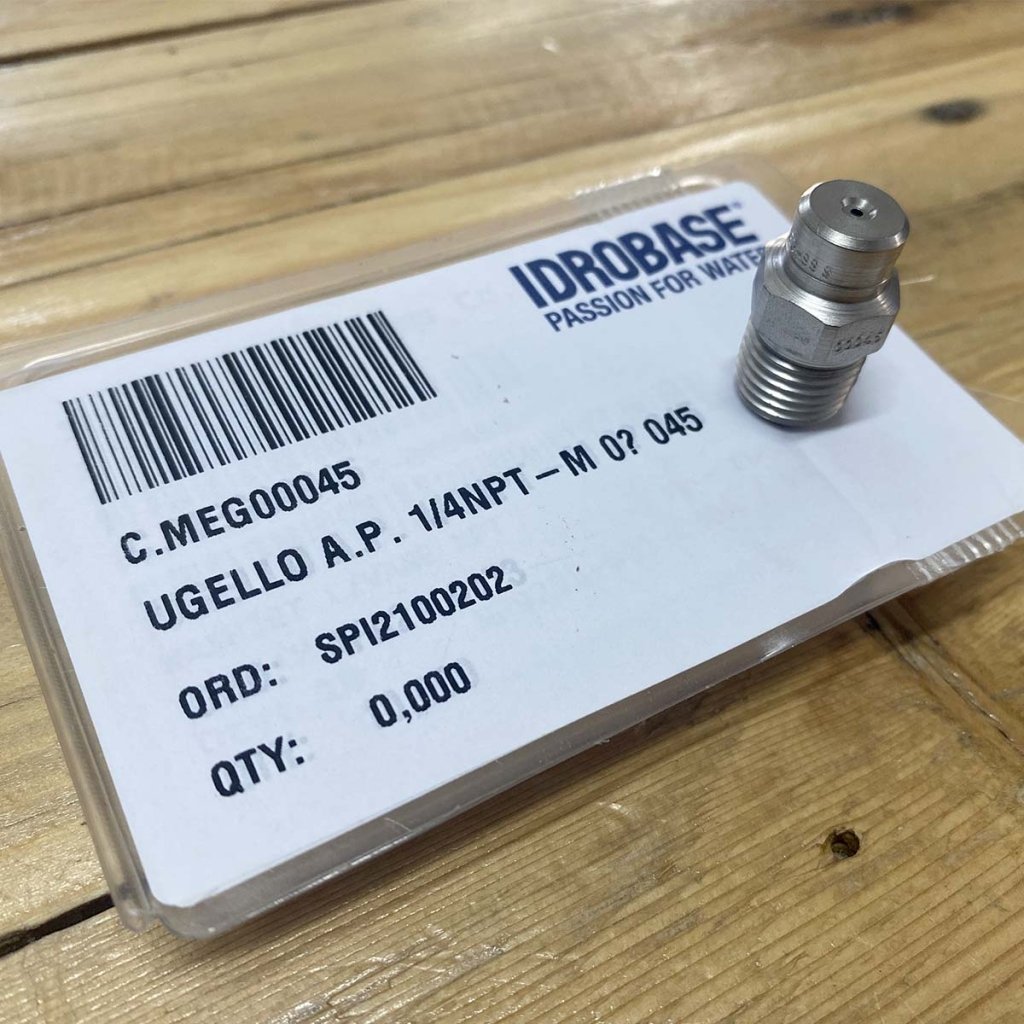 IDROBASE
PASSION FOR WATE
C.MEG00045
UGELLO A.P. 1/4NPT-M 0? 045
ORD: SPI2100202
QTY: 0,000